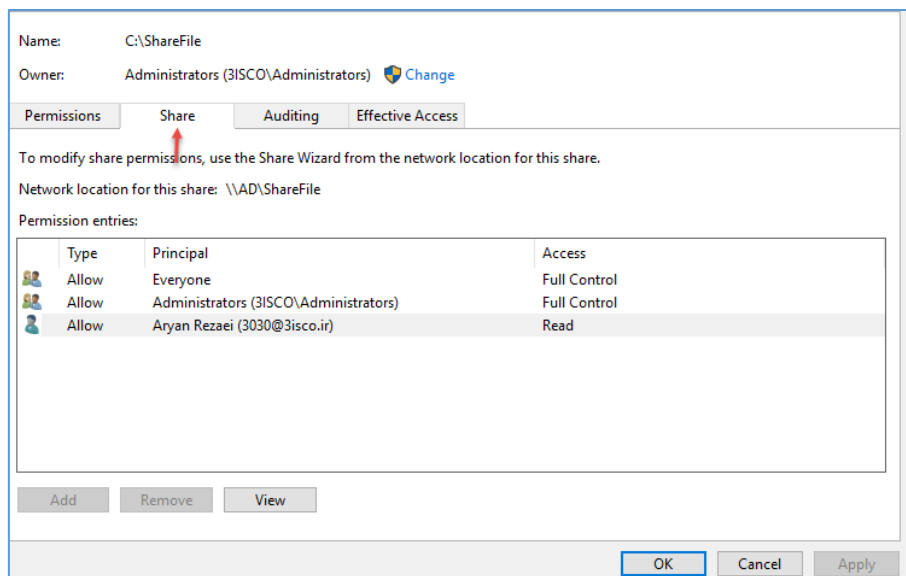 Name: C:\ShareFile
Owner: Administrators (3ISCO\Administrators) Change
Permissions Share Auditing Effective Access
To modify share permissions, use the Share Wizard from the network location for this share.
Network location for this share: \\AD\ShareFile
Permission entries:
Type Principal Access
Allow Everyone Full Control
Allow Administrators (3ISCO\Administrators) Full Control
Allow Aryan Rezaei (3030@3isco.ir) Read
Add Remove View
OK Cancel Apply